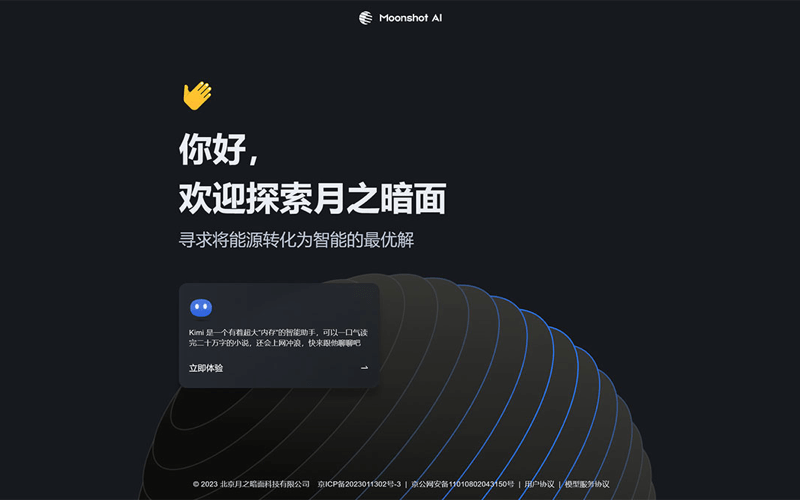 Moonshot AI
你好，
欢迎探索月之暗面
寻求将能源转化为智能的最优解
Kimi 是一个有着超大“内存”的智能助手，可以一口气读
完二十万字的小说，还会上网冲浪，快来跟他聊聊吧
立即体验
© 2023 北京月之暗面科技有限公司 京ICP备2023011302号-3 | 京公网安备11010802043150号 | 用户协议 | 模型服务协议